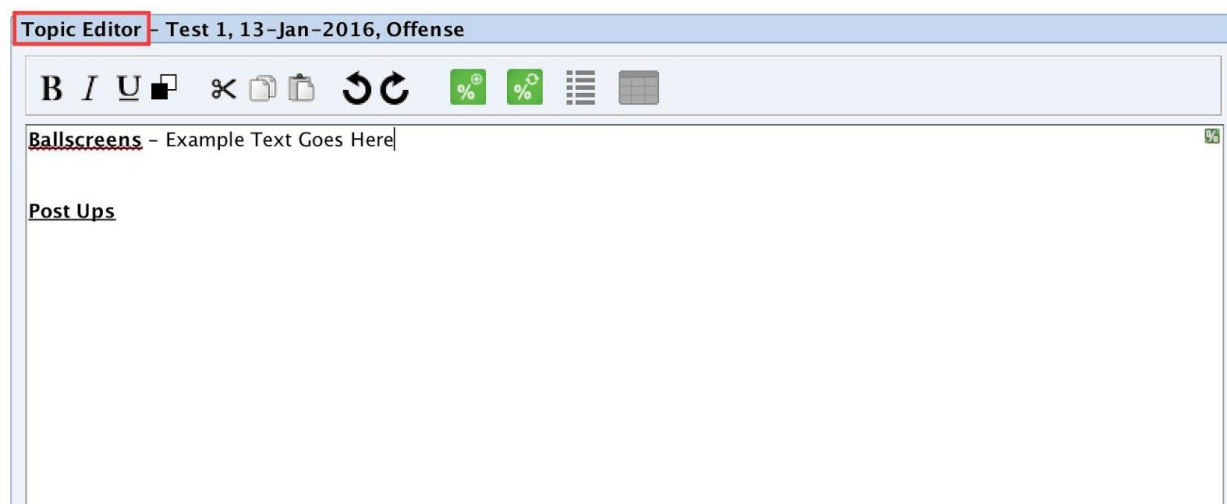 Topic Editor – Test 1, 13-Jan-2016, Offense
B I U % %
Ballscreens – Example Text Goes Here %
Post Ups